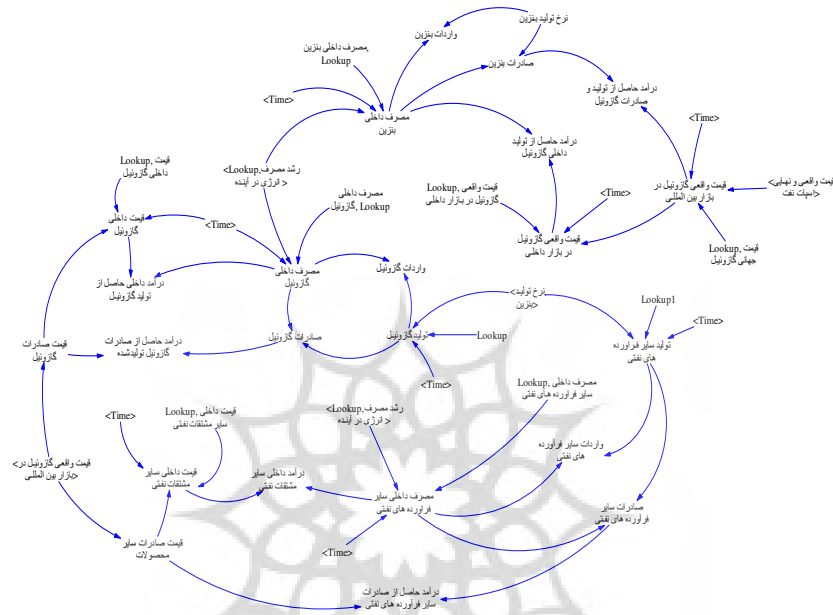 نرخ تولید بنزین
واردات بنزین
مصرف داخلی بنزین,
Lookup
صادرات بنزین
<Time>
درآمد حاصل از تولید و
صادرات گازوئیل
مصرف داخلی
بنزین
<Time>
درآمد حاصل از تولید
داخلی گازوئیل
قیمت ,Lookup
داخلی گازوئیل
رشد مصرف,Lookup>
< انرژی در آینده
مصرف داخلی
گازوئیل, Lookup
قیمت واقعی ,Lookup
گازوئیل در بازار داخلی
<Time>
قیمت واقعی گازوئیل در
بازار بین المللی
قیمت واقعی و نهایی>
<اسپات نفت
قیمت داخلی
گازوئیل
<Time>
قیمت واقعی گازوئیل
در بازار داخلی
قیمت ,Lookup
جهانی گازوئیل
مصرف داخلی
گازوئیل
واردات گازوئیل
درآمد داخلی حاصل از
تولید گازوئیل
نرخ تولید>
<بنزین
Lookup1
<Time>
قیمت صادرات
گازوئیل
درآمد حاصل از صادرات
گازوئیل تولیدشده
صادرات گازوئیل
تولید گازوئیل
Lookup
تولید سایر فرآورده
های نفتی
<Time>
<Time>
قیمت داخلی ,Lookup
سایر مشتقات نفتی
رشد مصرف,Lookup>
< انرژی در آینده
مصرف داخلی ,Lookup
سایر فرآورده های نفتی
قیمت واقعی گازوئیل در>
<بازار بین المللی
قیمت داخلی سایر
مشتقات نفتی
درآمد داخلی سایر
مشتقات نفتی
واردات سایر فرآورده
های نفتی
مصرف داخلی سایر
فرآورده های نفتی
صادرات سایر
فرآورده های نفتی
قیمت صادرات سایر
محصولات
<Time>
درآمد حاصل از صادرات
سایر فرآورده های نفتی